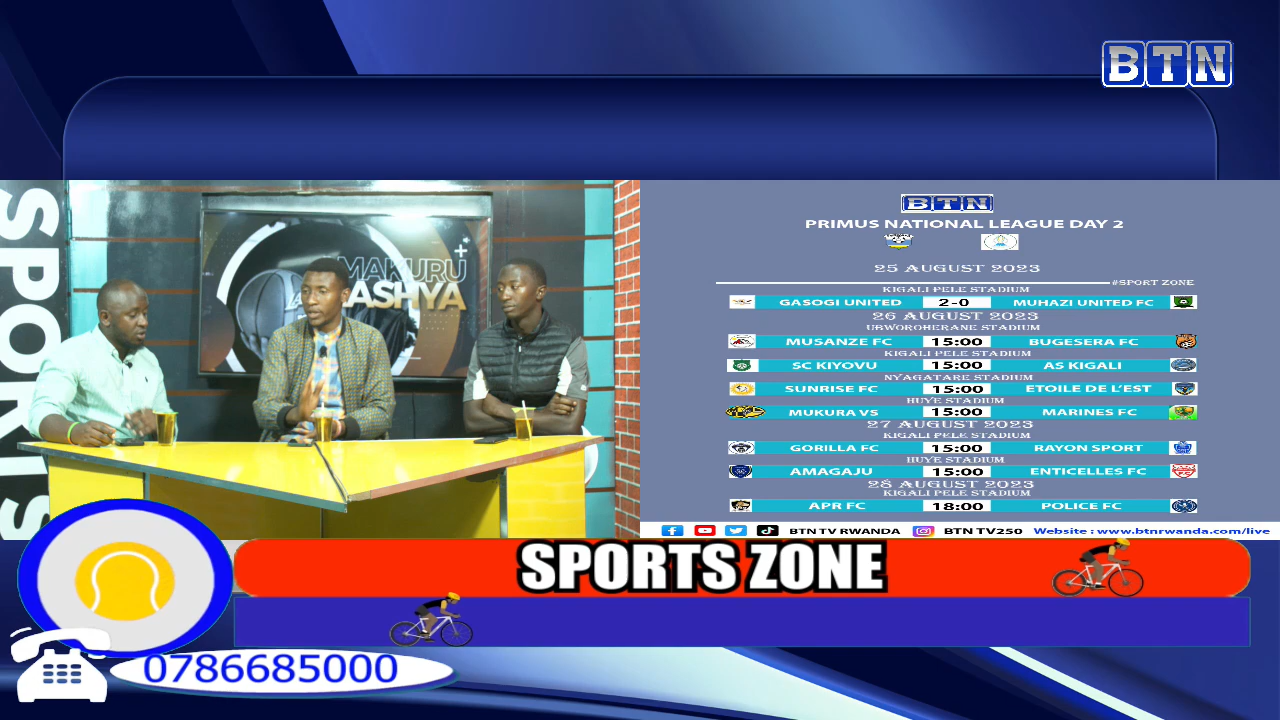 BTN
SPORTS
MAKURU
ASHYA
BTN
PRIMUS NATIONAL LEAGUE DAY 2
25 AUGUST 2023
#SPORT ZONE
KIGALI PELE STADIUM
GASOGI UNITED 2-0 MUHAZI UNITED FC
26 AUGUST 2023
UBWOROHERANE STADIUM
MUSANZE FC 15:00 BUGESERA FC
KIGALI PELE STADIUM
SC KIYOVU 15:00 AS KIGALI
NYAGATARE STADIUM
SUNRISE FC 15:00 ETOILE DE L'EST
HUYE STADIUM
MUKURA VS 15:00 MARINES FC
27 AUGUST 2023
KIGALI PELE STADIUM
GORILLA FC 15:00 RAYON SPORT
HUYE STADIUM
AMAGAJU 15:00 ENTICELLES FC
28 AUGUST 2023
KIGALI PELE STADIUM
APR FC 18:00 POLICE FC
BTN TV RWANDA BTN TV250 Website : www.btnrwanda.com/live
SPORTS ZONE
0786685000